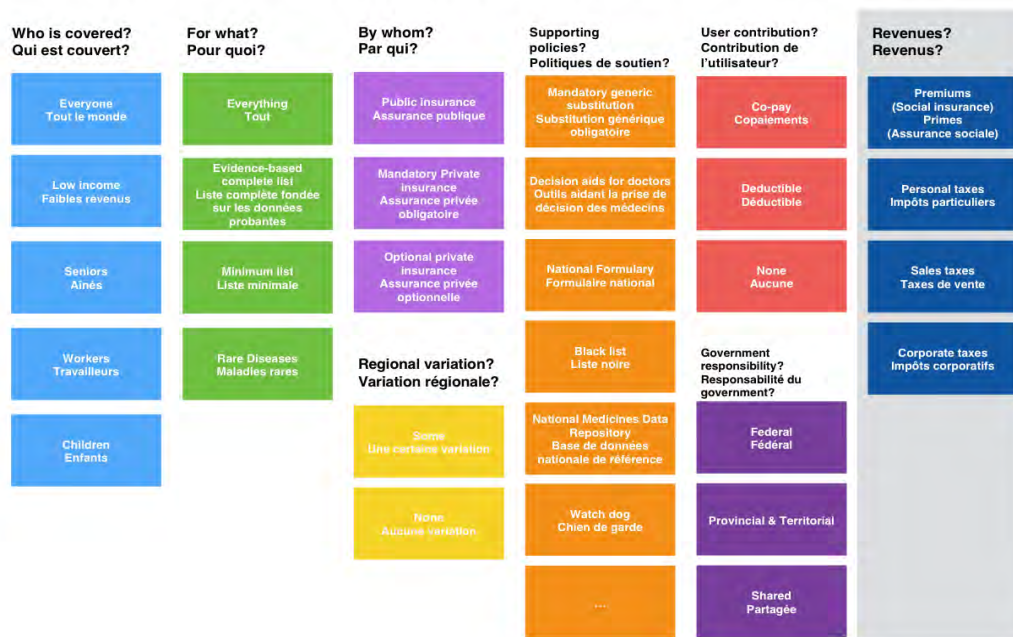 Who is covered?
Qui est couvert?
Everyone
Tout le monde
Low income
Faibles revenus
Seniors
Ainés
Workers
Travailleurs
Children
Enfants
For what?
Pour quoi?
Everything
Tout
Evidence-based
complete list
Liste complète fondée
sur les données
probantes
Minimum list
Liste minimale
Rare Diseases
Maladies rares
By whom?
Par qui?
Public insurance
Assurance publique
Mandatory Private
insurance
Assurance privée
obligatoire
Optional private
insurance
Assurance privée
optionnelle
Regional variation?
Variation régionale?
Some
Une certaine variation
None
Aucune variation
Supporting
policies?
Politiques de soutien?
Mandatory generic
substitution
Substitution générique
obligatoire
Decision aids for doctors
Outils aidant la prise de
décision des médecins
National Formulary
Formulaire national
Black list
Liste noire
National Medicines Data
Repository
Base de données
nationale de référence
Watch dog
Chien de garde
...
User contribution?
Contribution de
l'utilisateur?
Co-pay
Copaiements
Deductible
Déductible
None
Aucune
Government
responsibility?
Responsabilité du
government?
Federal
Fédéral
Provincial & Territorial
Shared
Partagée
Revenues?
Revenus?
Premiums
(Social insurance)
Primes
(Assurance sociale)
Personal taxes
Impôts particuliers
Sales taxes
Taxes de vente
Corporate taxes
Impôts corporatifs